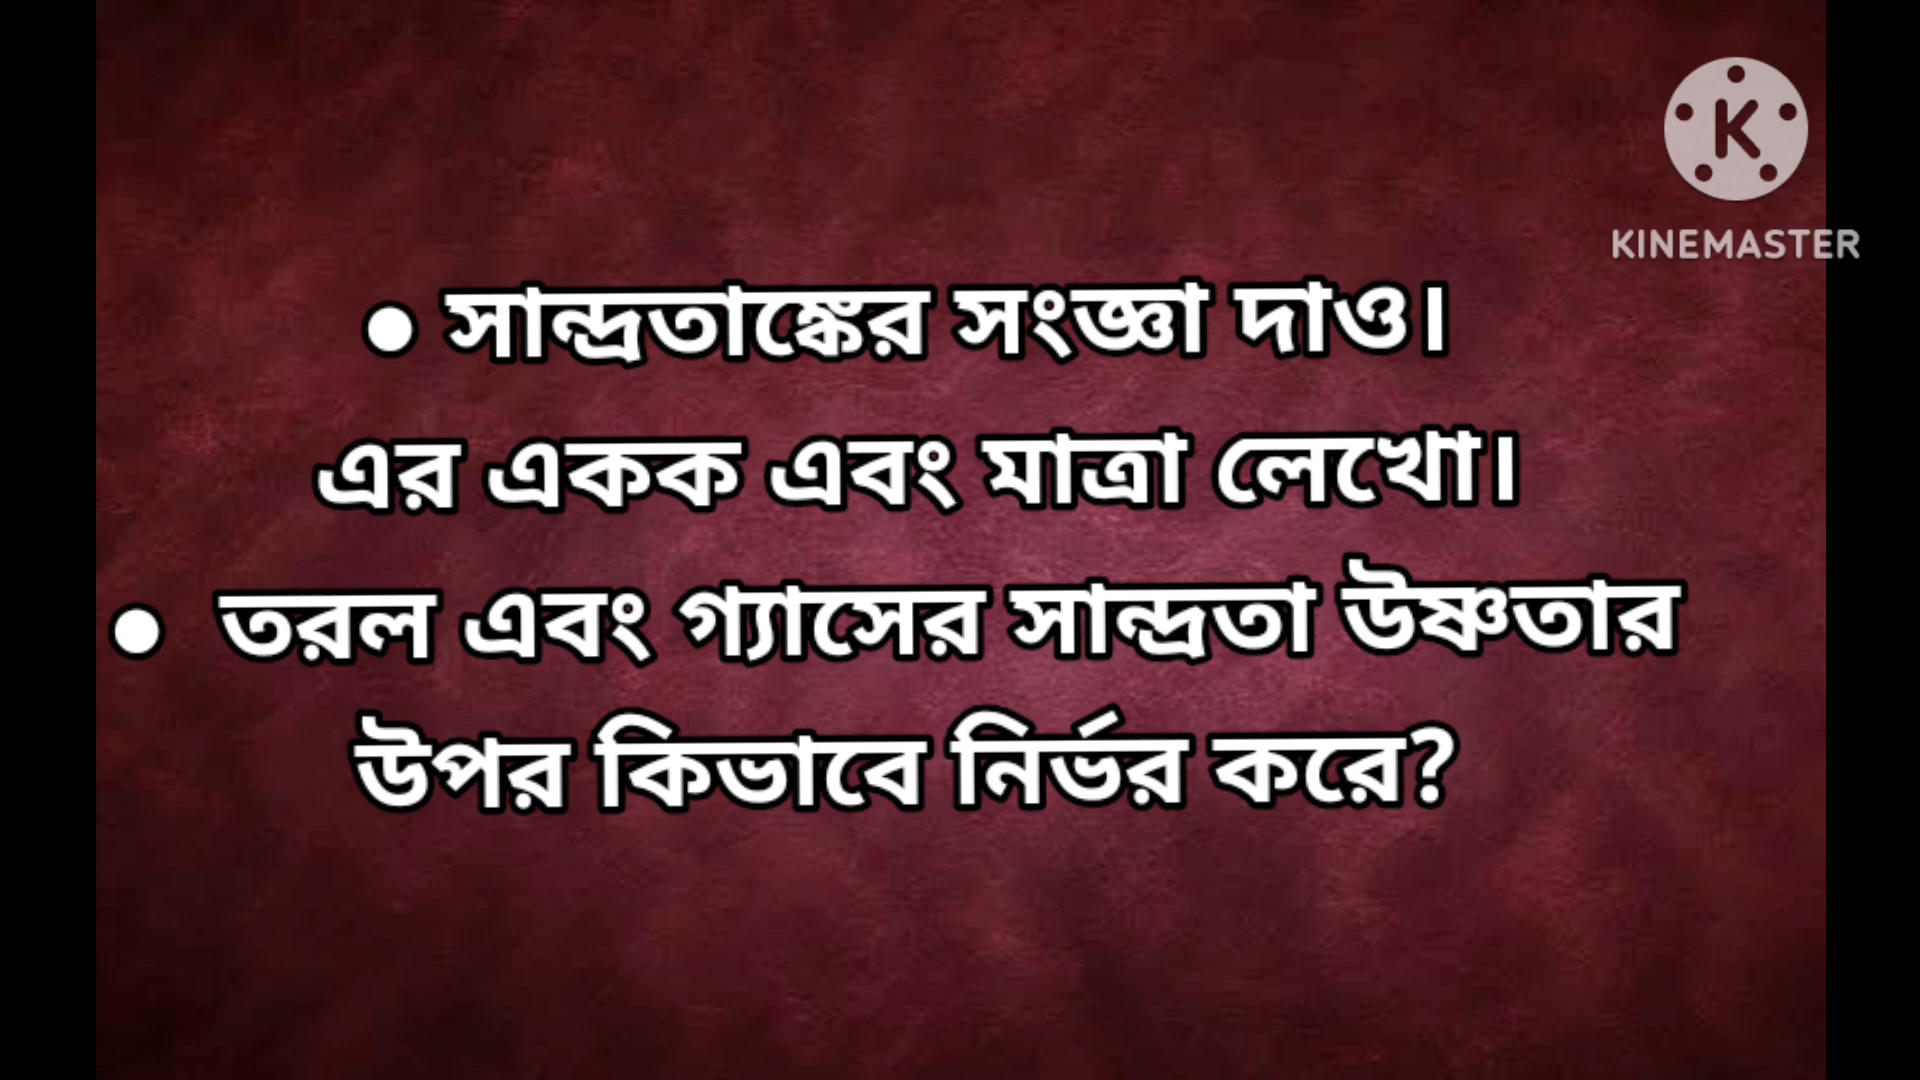 KINEMASTER
● সান্দ্রতাঙ্কের সংজ্ঞা দাও।
এর একক এবং মাত্রা লেখো।
● তরল এবং গ্যাসের সান্দ্রতা উষ্ণতার
উপর কিভাবে নির্ভর করে?